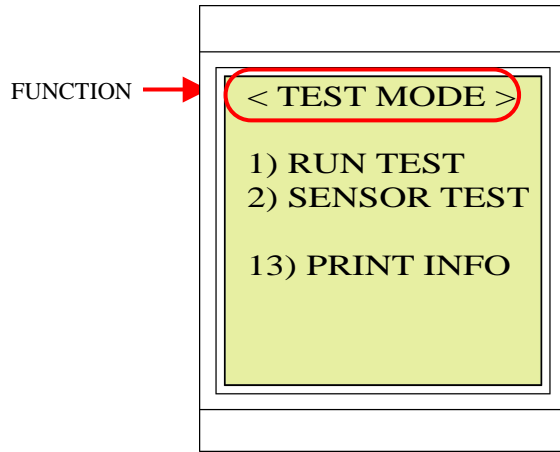 FUNCTION
< TEST MODE >
1) RUN TEST
2) SENSOR TEST
13) PRINT INFO